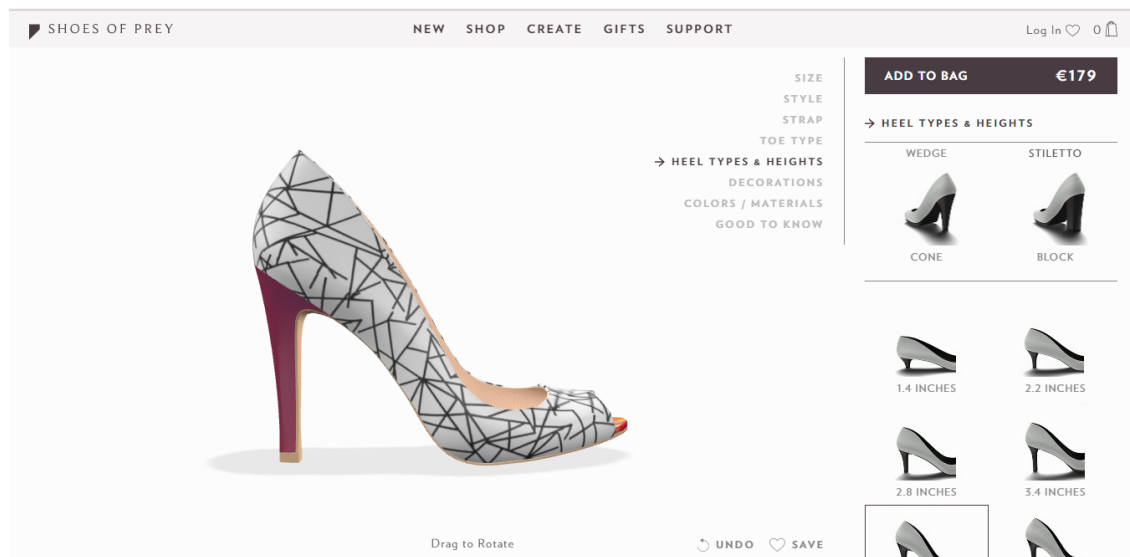 SHOES OF PREY
NEW SHOP CREATE GIFTS SUPPORT
Log In 0
SIZE
STYLE
STRAP
TOE TYPE
→ HEEL TYPES & HEIGHTS
DECORATIONS
COLORS / MATERIALS
GOOD TO KNOW
ADD TO BAG €179
→ HEEL TYPES & HEIGHTS
WEDGE STILETTO
CONE BLOCK
1.4 INCHES 2.2 INCHES
2.8 INCHES 3.4 INCHES
Drag to Rotate
UNDO SAVE